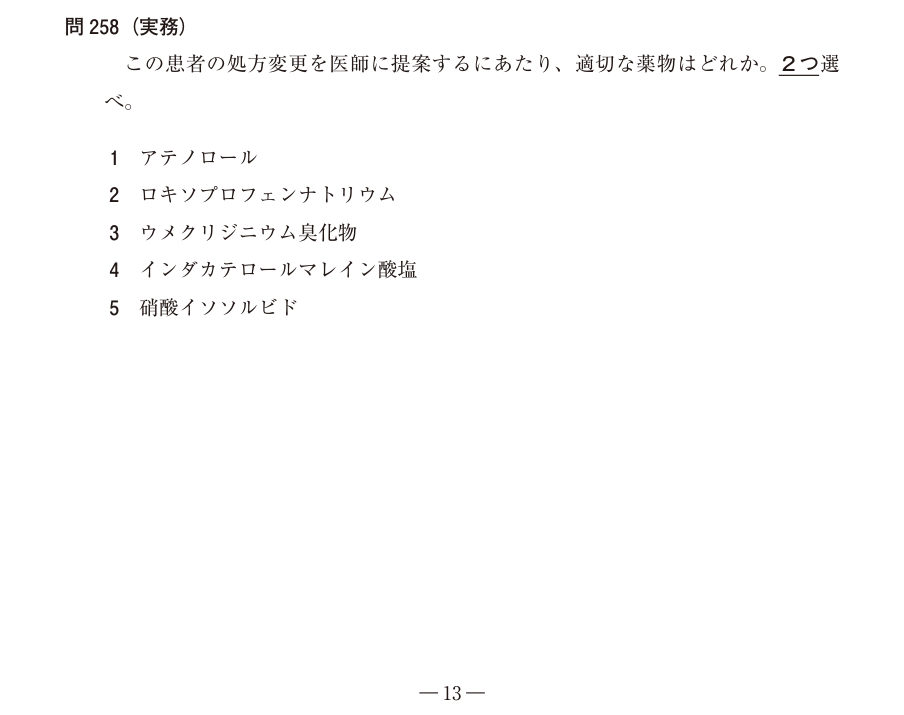 問 258（実務）
この患者の処方変更を医師に提案するにあたり、適切な薬物はどれか。２つ選
べ。
1 アテノロール
2 ロキソプロフェンナトリウム
3 ウメクリジニウム臭化物
4 インダカテロールマレイン酸塩
5 硝酸イソソルビド
— 13 —